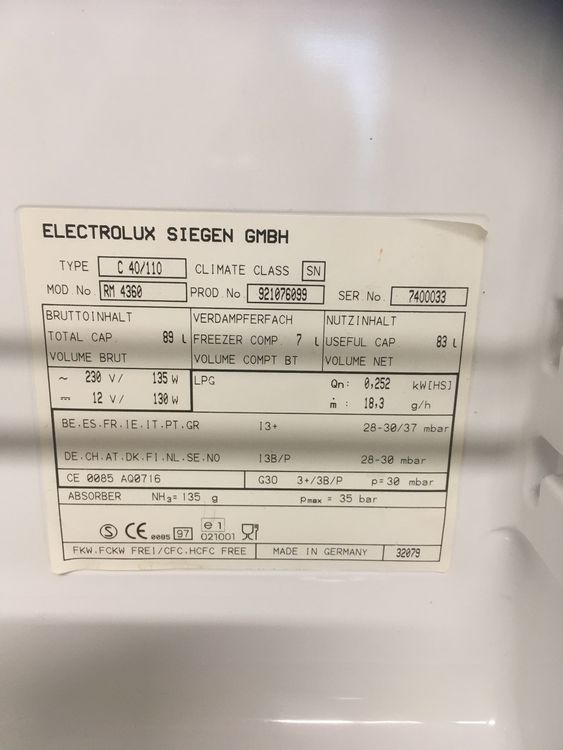 ELECTROLUX SIEGEN GMBH
TYPE C 40/110 CLIMATE CLASS SN
MOD No. RM 4360 PROD.No. 921076099 SER.No. 7400033
BRUTTOINHALT VERDAMPFERFACH NUTZINHALT
TOTAL CAP. 89 l FREEZER COMP. 7 l USEFUL CAP 83 l
VOLUME BRUT VOLUME COMPT BT VOLUME NET
~ 230 V/ 135 W LPG Qn: 0,252 kW[HS]
⎓ 12 V/ 130 W ṁ : 18,3 g/h
BE.ES.FR.IE.IT.PT.GR I3+ 28-30/37 mbar
DE.CH.AT.DK.FI.NL.SE.NO I3B/P 28-30 mbar
CE 0085 AQ0716 G30 3+/3B/P p=30 mbar
ABSORBER NH3= 135 g pmax = 35 bar
S CE 0085 97 e1 021001
FKW.FCKW FREI/CFC.HCFC FREE MADE IN GERMANY 32079